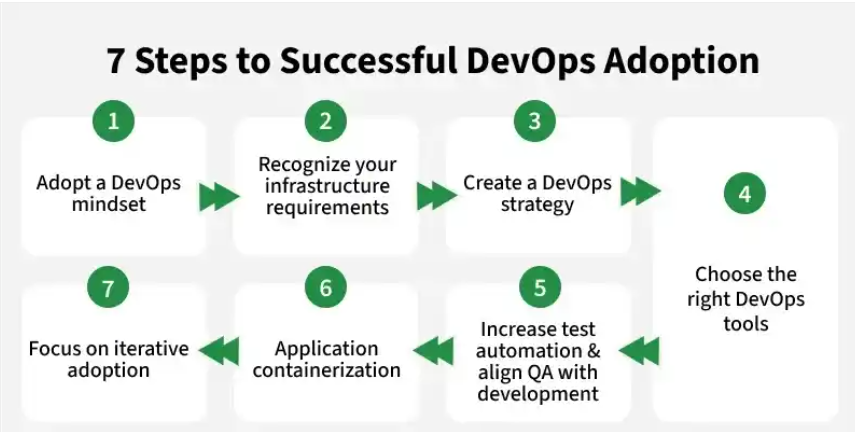 7 Steps to Successful DevOps Adoption
1
Adopt a DevOps
mindset
2
Recognize your
infrastructure
requirements
3
Create a DevOps
strategy
4
Choose the
right DevOps
tools
5
Increase test
automation &
align QA with
development
6
Application
containerization
7
Focus on iterative
adoption